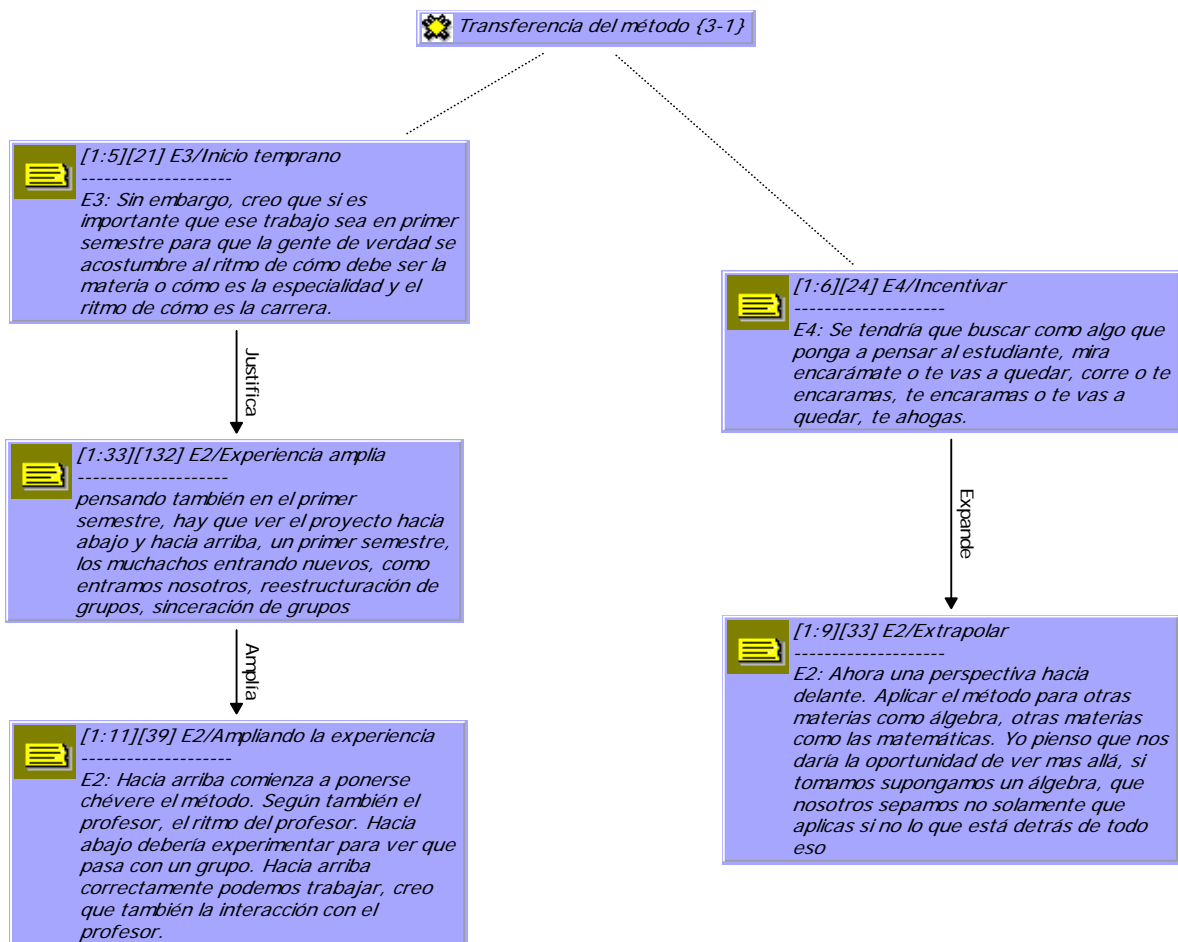 Transferencia del método {3-1}
[1:5][21] E3/Inicio temprano
--------------------
E3: Sin embargo, creo que si es
importante que ese trabajo sea en primer
semestre para que la gente de verdad se
acostumbre al ritmo de cómo debe ser la
materia o cómo es la especialidad y el
ritmo de cómo es la carrera.
Justifica
[1:33][132] E2/Experiencia amplia
--------------------
pensando también en el primer
semestre, hay que ver el proyecto hacia
abajo y hacia arriba, un primer semestre,
los muchachos entrando nuevos, como
entramos nosotros, reestructuración de
grupos, sinceración de grupos
Amplía
[1:11][39] E2/Ampliando la experiencia
--------------------
E2: Hacia arriba comienza a ponerse
chévere el método. Según también el
profesor, el ritmo del profesor. Hacia
abajo debería experimentar para ver que
pasa con un grupo. Hacia arriba
correctamente podemos trabajar, creo
que también la interacción con el
profesor.
[1:6][24] E4/Incentivar
--------------------
E4: Se tendría que buscar como algo que
ponga a pensar al estudiante, mira
encarámate o te vas a quedar, corre o te
encaramas, te encaramas o te vas a
quedar, te ahogas.
Expande
[1:9][33] E2/Extrapolar
--------------------
E2: Ahora una perspectiva hacia
delante. Aplicar el método para otras
materias como álgebra, otras materias
como las matemáticas. Yo pienso que nos
daría la oportunidad de ver mas allá, si
tomamos supongamos un álgebra, que
nosotros sepamos no solamente que
aplicas si no lo que está detrás de todo
eso